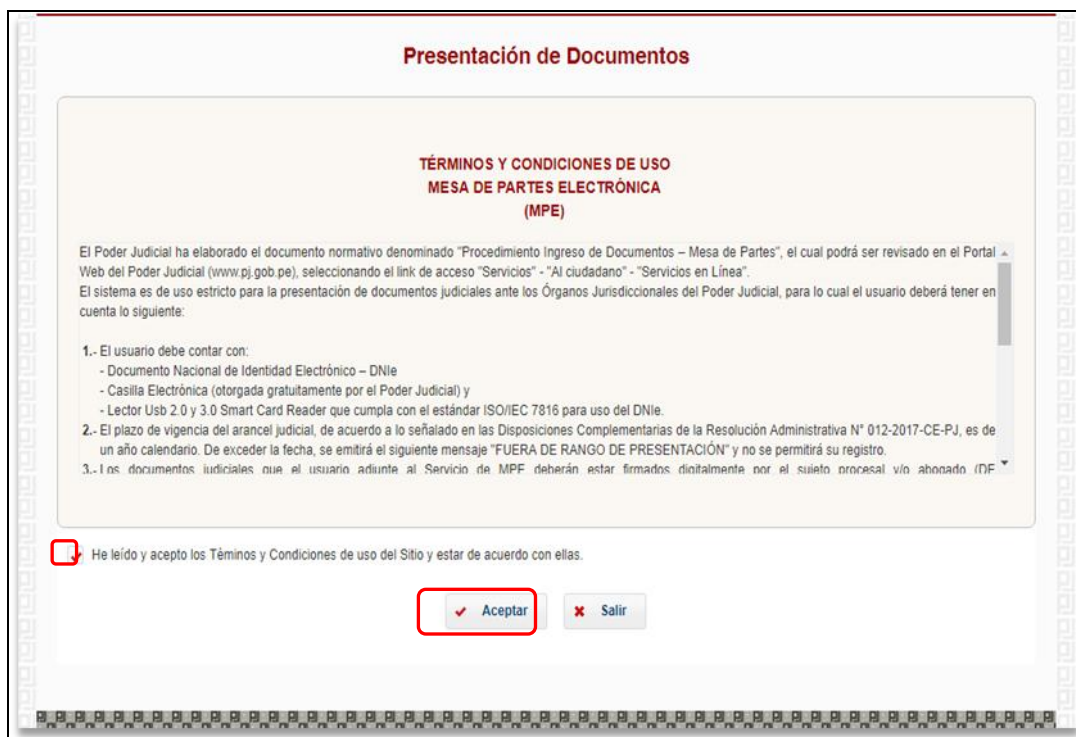 Presentación de Documentos
TÉRMINOS Y CONDICIONES DE USO
MESA DE PARTES ELECTRÓNICA
(MPE)
El Poder Judicial ha elaborado el documento normativo denominado "Procedimiento Ingreso de Documentos – Mesa de Partes", el cual podrá ser revisado en el Portal
Web del Poder Judicial (www.pj.gob.pe), seleccionando el link de acceso "Servicios" - "Al ciudadano" - "Servicios en Línea".
El sistema es de uso estricto para la presentación de documentos judiciales ante los Órganos Jurisdiccionales del Poder Judicial, para lo cual el usuario deberá tener en
cuenta lo siguiente:
1.- El usuario debe contar con:
- Documento Nacional de Identidad Electrónico – DNIe
- Casilla Electrónica (otorgada gratuitamente por el Poder Judicial) y
- Lector Usb 2.0 y 3.0 Smart Card Reader que cumpla con el estándar ISO/IEC 7816 para uso del DNIe.
2.- El plazo de vigencia del arancel judicial, de acuerdo a lo señalado en las Disposiciones Complementarias de la Resolución Administrativa N° 012-2017-CE-PJ, es de
un año calendario. De exceder la fecha, se emitirá el siguiente mensaje "FUERA DE RANGO DE PRESENTACIÓN" y no se permitirá su registro.
3.- Los documentos judiciales que el usuario adjunte al Servicio de MPE deberán estar firmados digitalmente por el sujeto procesal y/o abogado (DE
He leído y acepto los Tèminos y Condiciones de uso del Sitio y estar de acuerdo con ellas.
Aceptar
Salir